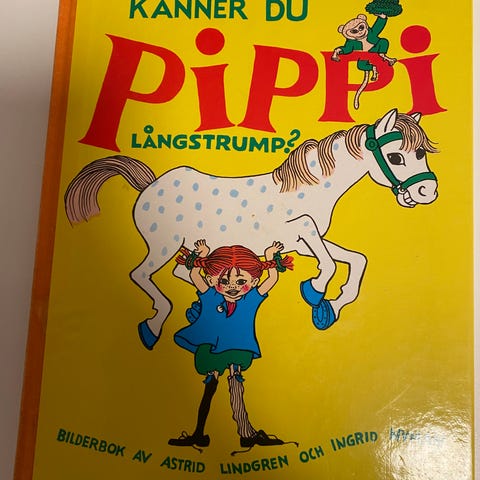 KÄNNER DU
PIPPI
LÅNGSTRUMP?
BILDERBOK AV ASTRID LINDGREN OCH INGRID